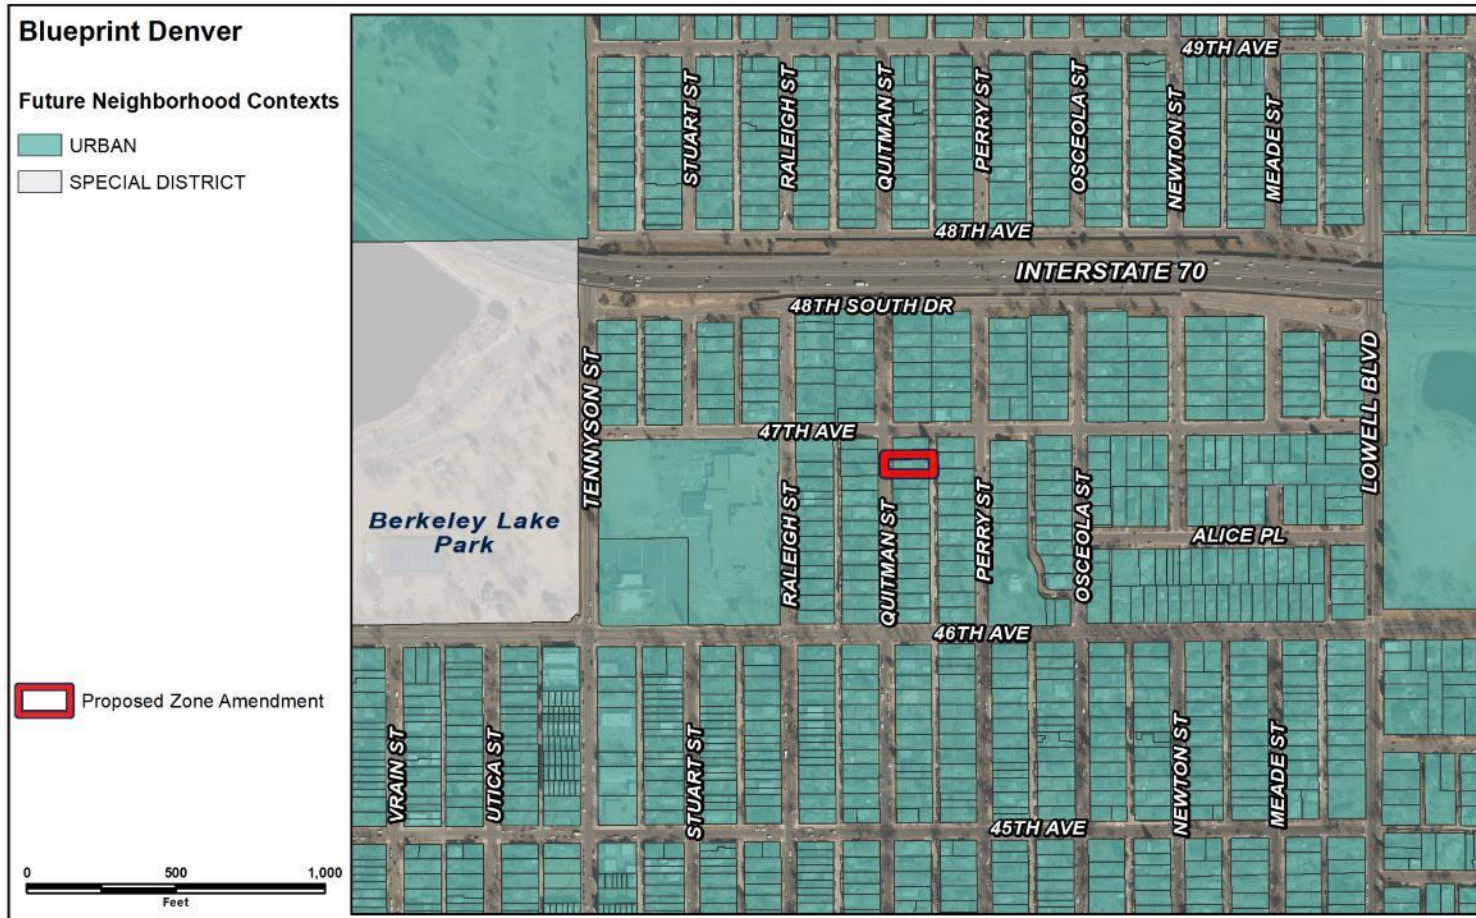 Blueprint Denver
Future Neighborhood Contexts
URBAN
SPECIAL DISTRICT
Proposed Zone Amendment
0 500 1,000
Feet
49TH AVE
STUART ST
RALEIGH ST
QUITMAN ST
PERRY ST
OSCEOLA ST
NEWTON ST
MEADE ST
48TH AVE
INTERSTATE 70
48TH SOUTH DR
TENNYSON ST
LOWELL BLVD
47TH AVE
RALEIGH ST
QUITMAN ST
PERRY ST
OSCEOLA ST
ALICE PL
Berkeley Lake
Park
46TH AVE
VRAIN ST
UTICA ST
STUART ST
NEWTON ST
MEADE ST
45TH AVE